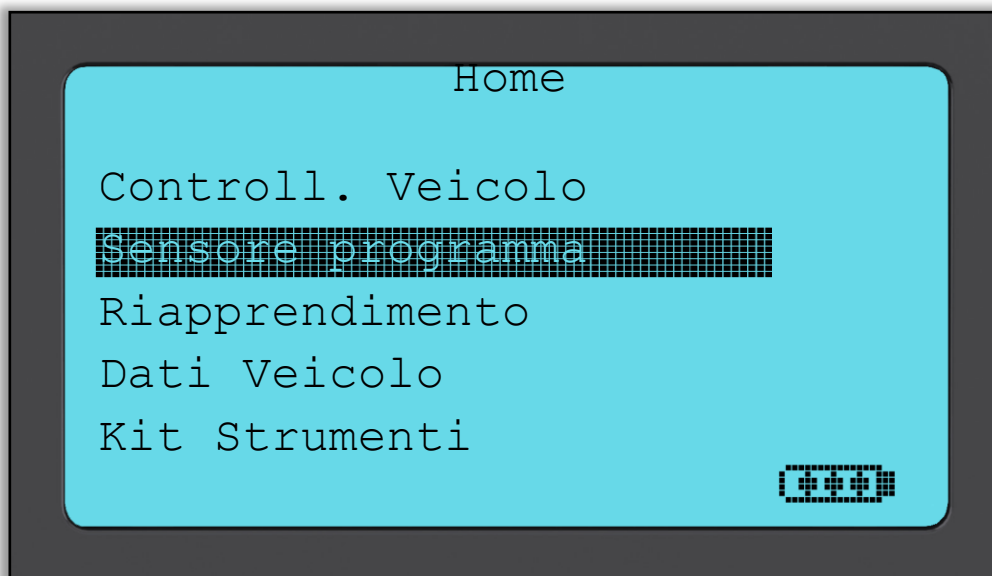 Home
Controll. Veicolo
Sensore programma
Riapprendimento
Dati Veicolo
Kit Strumenti